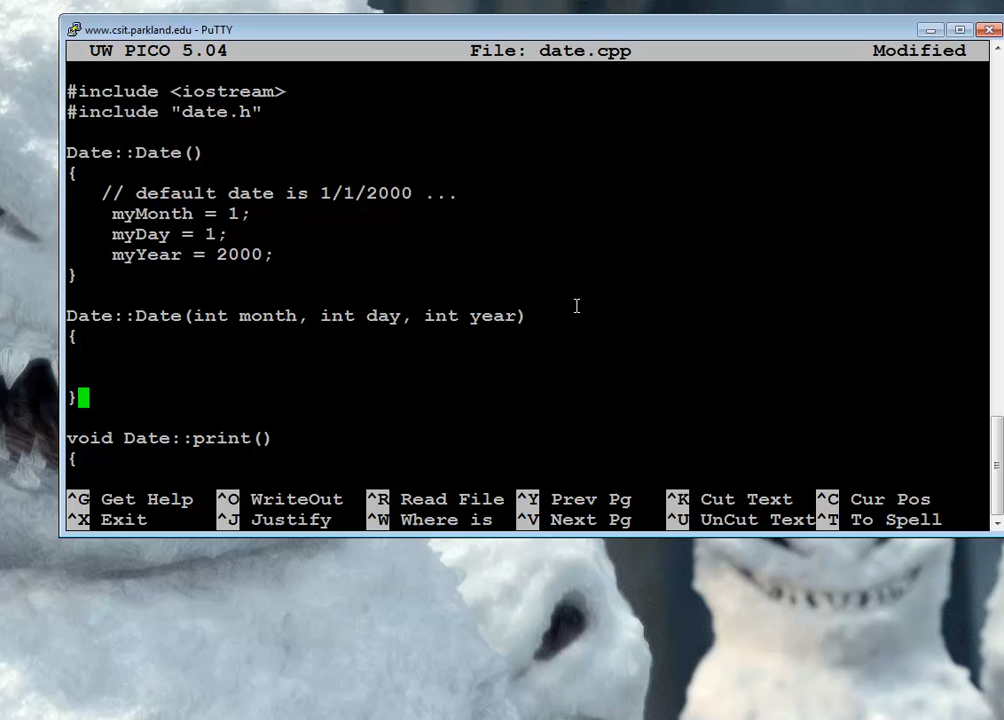 www.csit.parkland.edu - PuTTY
UW PICO 5.04 File: date.cpp Modified
#include <iostream>
#include "date.h"
Date::Date()
{
// default date is 1/1/2000 ...
myMonth = 1;
myDay = 1;
myYear = 2000;
}
Date::Date(int month, int day, int year)
{
}
void Date::print()
{
^G Get Help ^O WriteOut ^R Read File ^Y Prev Pg ^K Cut Text ^C Cur Pos
^X Exit ^J Justify ^W Where is ^V Next Pg ^U UnCut Text^T To Spell